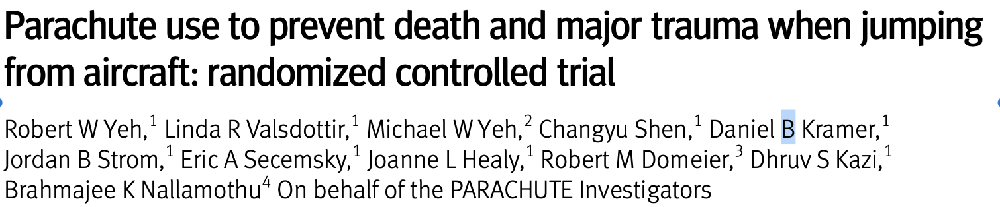 Parachute use to prevent death and major trauma when jumping
from aircraft: randomized controlled trial
Robert W Yeh,1 Linda R Valsdottir,1 Michael W Yeh,2 Changyu Shen,1 Daniel B Kramer,1
Jordan B Strom,1 Eric A Secemsky,1 Joanne L Healy,1 Robert M Domeier,3 Dhruv S Kazi,1
Brahmajee K Nallamothu4 On behalf of the PARACHUTE Investigators